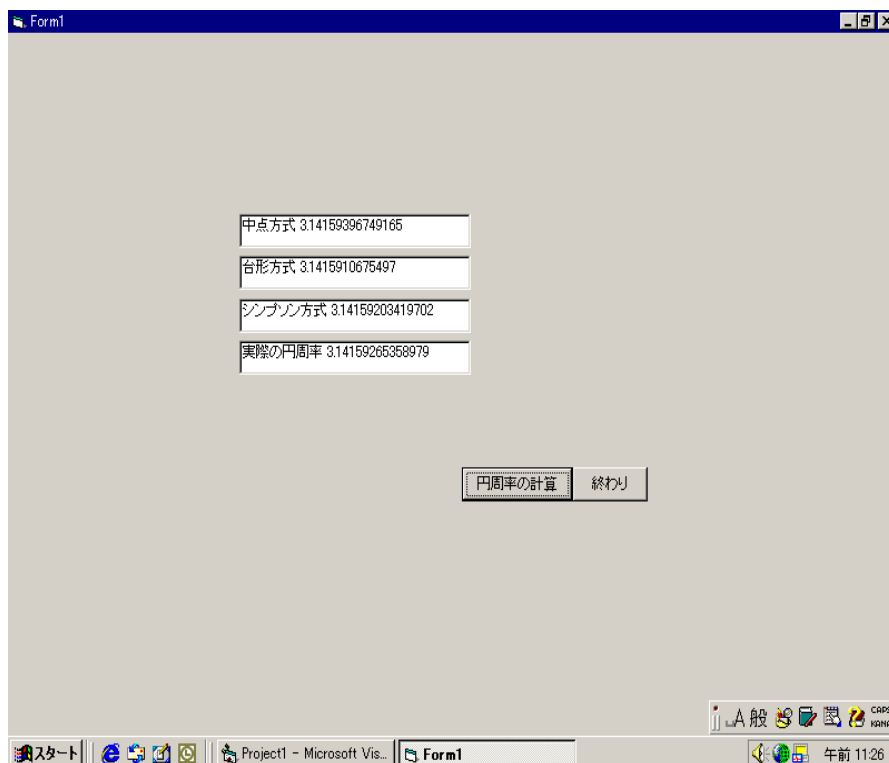 Form1
中点方式 3.14159396749165
台形方式 3.1415910675497
シンプソン方式 3.14159203419702
実際の円周率 3.14159265358979
円周率の計算 終わり
A 般 CAPS
KANA
スタート Project1 - Microsoft Vis... Form1 午前 11:26